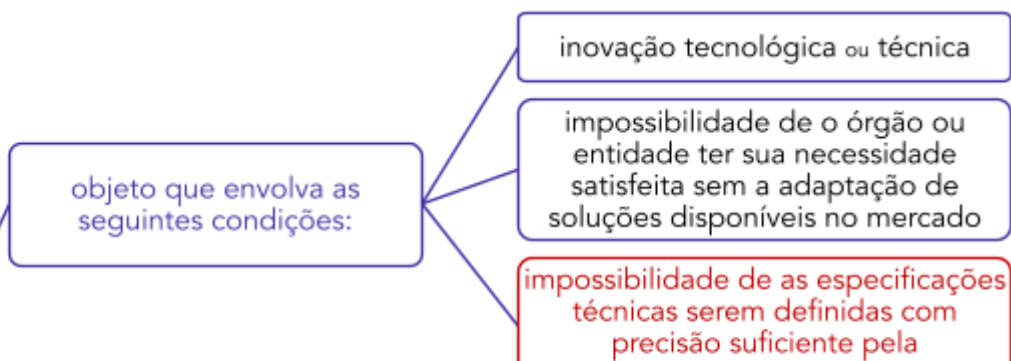 objeto que envolva as
seguintes condições:
inovação tecnológica ou técnica
impossibilidade de o órgão ou
entidade ter sua necessidade
satisfeita sem a adaptação de
soluções disponíveis no mercado
impossibilidade de as especificações
técnicas serem definidas com
precisão suficiente pela